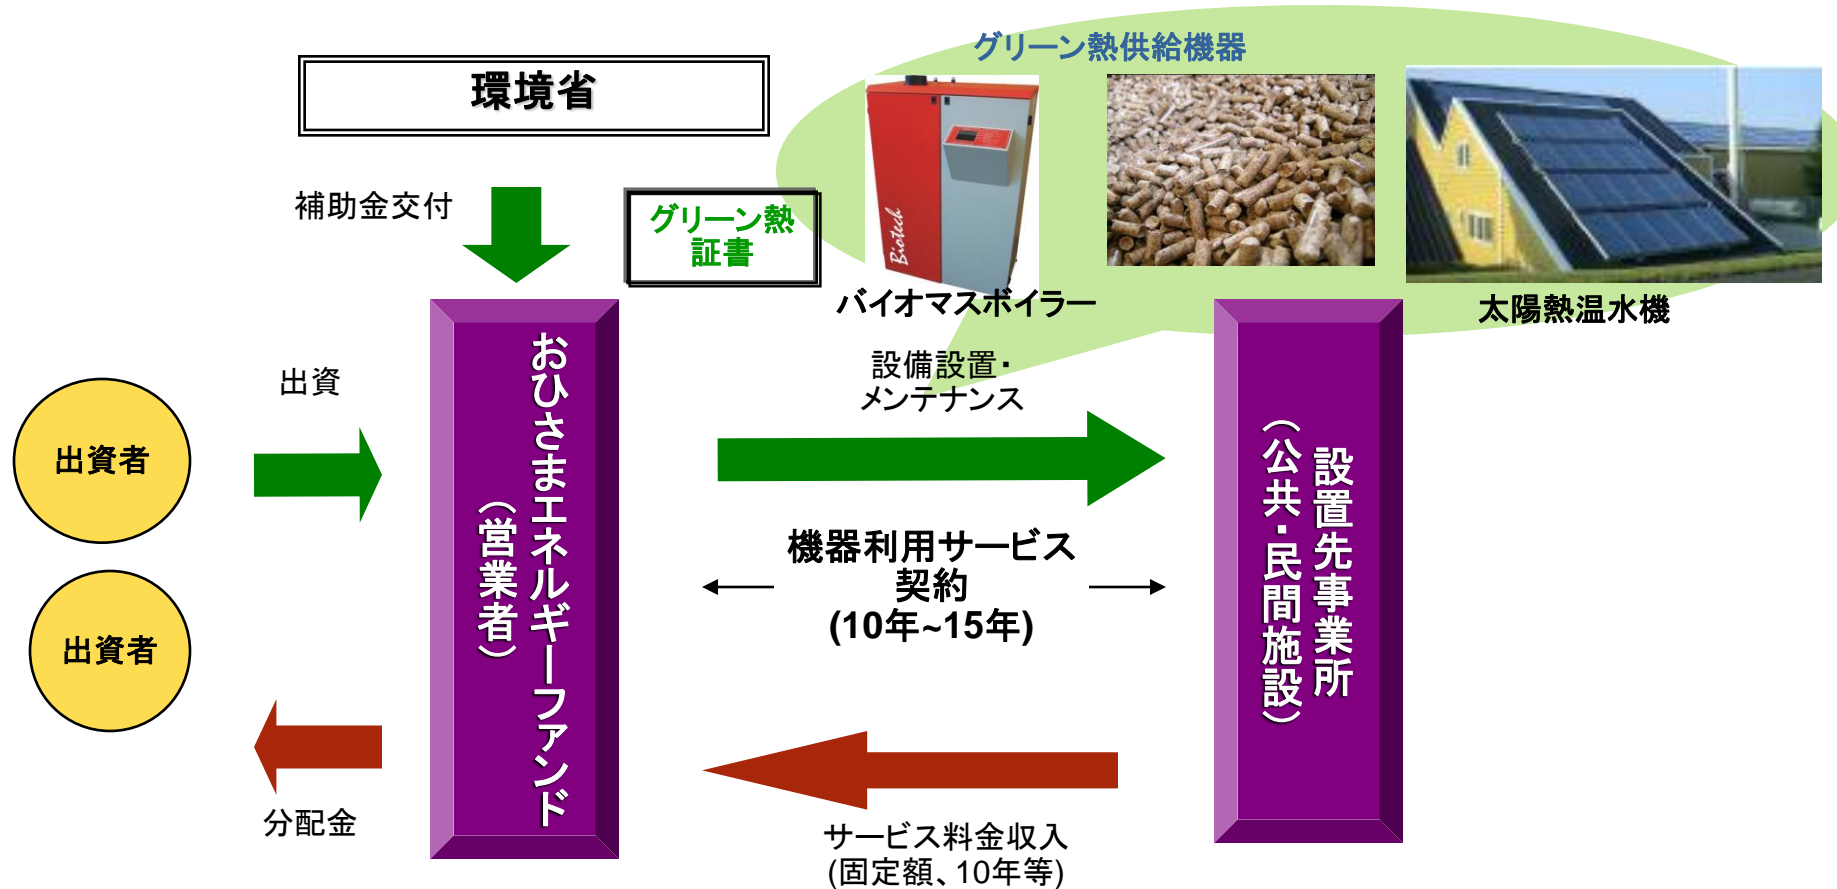 グリーン熱供給機器
環境省
補助金交付
グリーン熱
証書
Biotech
バイオマスボイラー
太陽熱温水機
出資
出資者
出資者
分配金
おひさまエネルギーファンド
（営業者）
設備設置・
メンテナンス
機器利用サービス
契約
(10年~15年)
サービス料金収入
(固定額、10年等)
設置先事業所
（公共・民間施設）